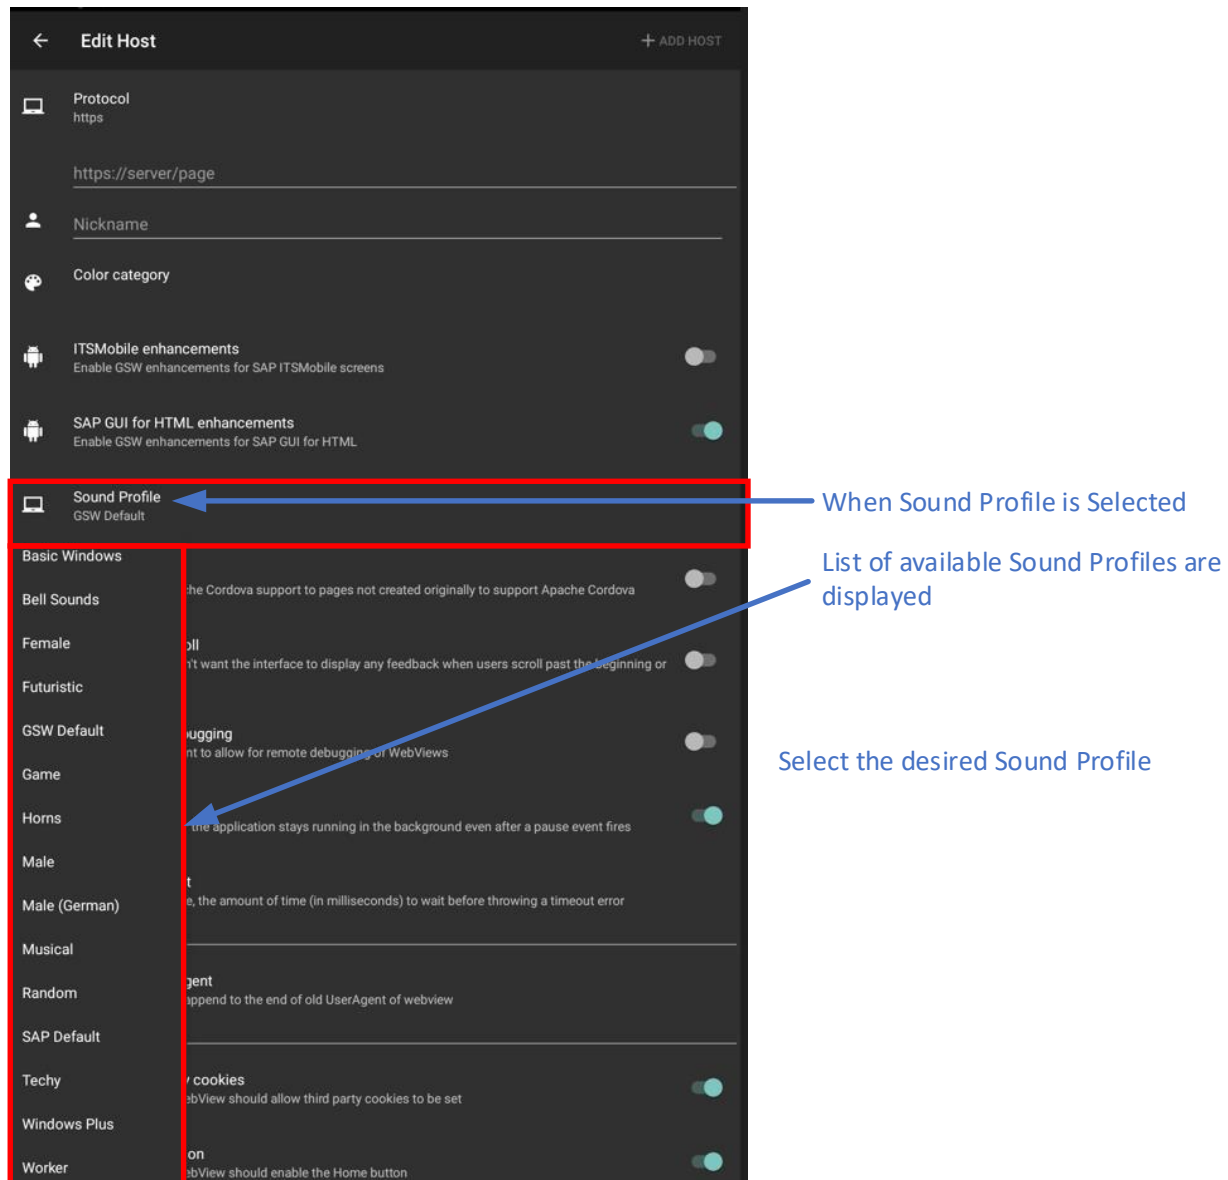 Edit Host
+ ADD HOST
Protocol
https
https://server/page
Nickname
Color category
ITSMobile enhancements
Enable GSW enhancements for SAP ITSMobile screens
SAP GUI for HTML enhancements
Enable GSW enhancements for SAP GUI for HTML
Sound Profile
GSW Default
When Sound Profile is Selected
List of available Sound Profiles are
displayed
Select the desired Sound Profile
Basic Windows
Bell Sounds
Female
Futuristic
GSW Default
Game
Horns
Male
Male (German)
Musical
Random
SAP Default
Techy
Windows Plus
Worker
Cordova support to pages not created originally to support Apache Cordova
want the interface to display any feedback when users scroll past the beginning or
to allow for remote debugging of WebViews
the application stays running in the background even after a pause event fires
, the amount of time (in milliseconds) to wait before throwing a timeout error
append to the end of old UserAgent of webview
cookies
should allow third party cookies to be set
should enable the Home button